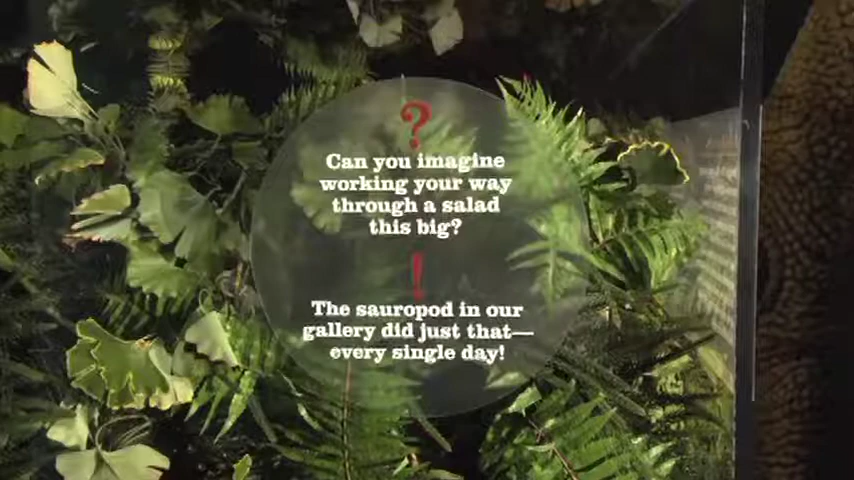 ?
Can you imagine
working your way
through a salad
this big?
!
The sauropod in our
gallery did just that—
every single day!